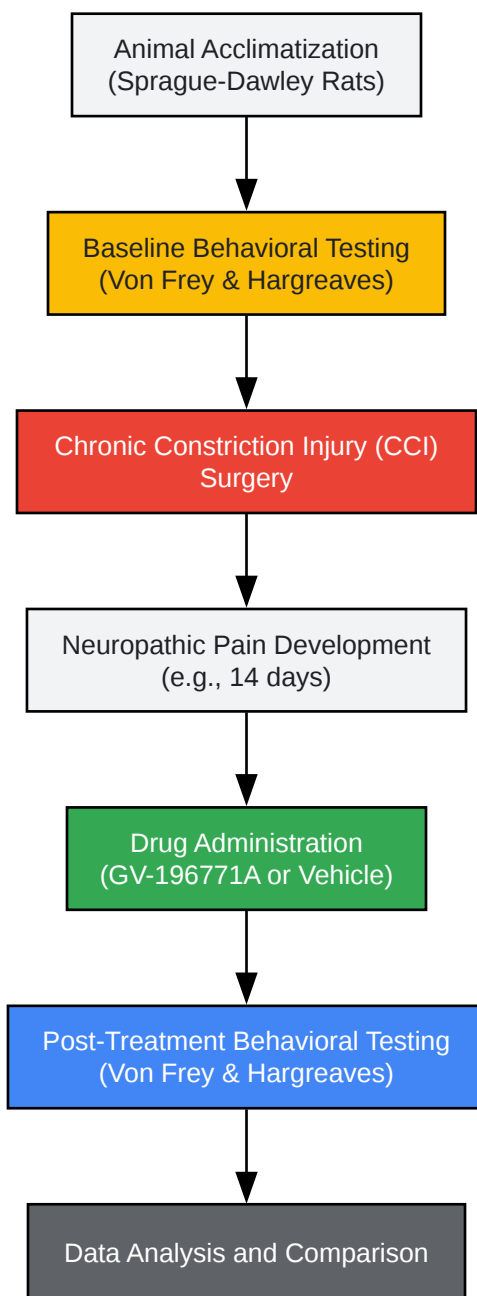 Animal Acclimatization
(Sprague-Dawley Rats)
Baseline Behavioral Testing
(Von Frey & Hargreaves)
Chronic Constriction Injury (CCI)
Surgery
Neuropathic Pain Development
(e.g., 14 days)
Drug Administration
(GV-196771A or Vehicle)
Post-Treatment Behavioral Testing
(Von Frey & Hargreaves)
Data Analysis and Comparison